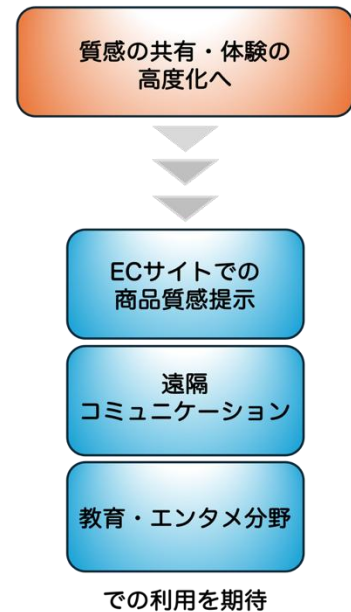 質感の共有・体験の
高度化へ
ECサイトでの
商品質感提示
遠隔
コミュニケーション
教育・エンタメ分野
での利用を期待